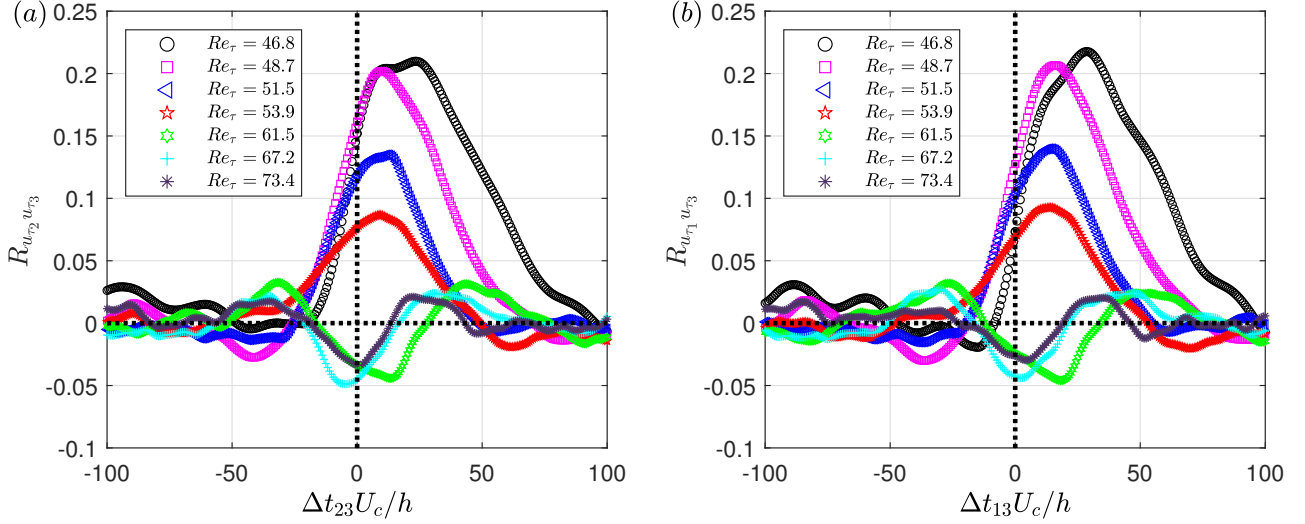 (a)
0.25
0.2
0.15
0.1
0.05
0
-0.05
-0.1
R_{u_{τ2} u_{τ3}}
Re_τ = 46.8
Re_τ = 48.7
Re_τ = 51.5
Re_τ = 53.9
Re_τ = 61.5
Re_τ = 67.2
Re_τ = 73.4
-100
-50
0
50
100
Δt_{23}U_c/h
(b)
0.25
0.2
0.15
0.1
0.05
0
-0.05
-0.1
R_{u_{τ1} u_{τ3}}
Re_τ = 46.8
Re_τ = 48.7
Re_τ = 51.5
Re_τ = 53.9
Re_τ = 61.5
Re_τ = 67.2
Re_τ = 73.4
-100
-50
0
50
100
Δt_{13}U_c/h